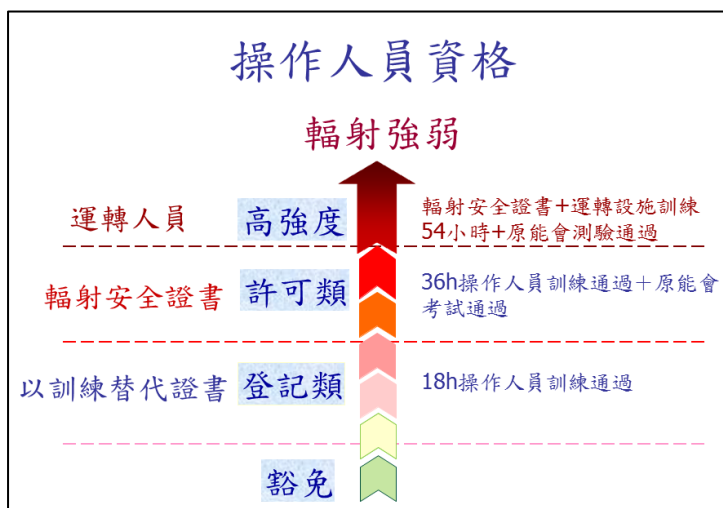 操作人員資格
輻射強弱
運轉人員
高強度
輻射安全證書+運轉設施訓練
54小時+原能會測驗通過
輻射安全證書
許可類
36h操作人員訓練通過＋原能會
考試通過
以訓練替代證書
登記類
18h操作人員訓練通過
豁免